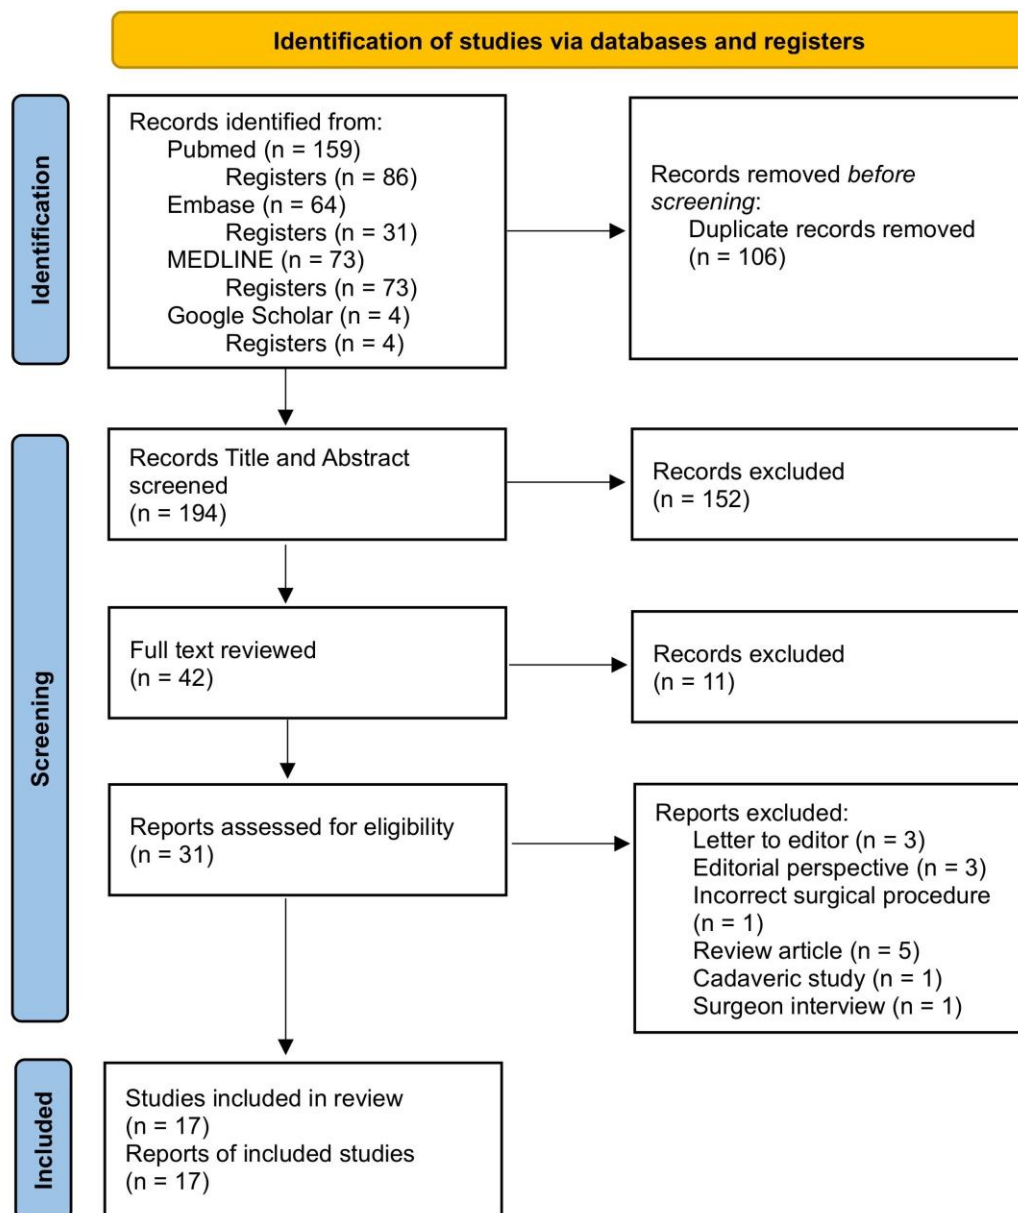 Identification of studies via databases and registers
Identification
Records identified from:
Pubmed (n = 159)
Registers (n = 86)
Embase (n = 64)
Registers (n = 31)
MEDLINE (n = 73)
Registers (n = 73)
Google Scholar (n = 4)
Registers (n = 4)
Records removed before
screening:
Duplicate records removed
(n = 106)
Screening
Records Title and Abstract
screened
(n = 194)
Records excluded
(n = 152)
Full text reviewed
(n = 42)
Records excluded
(n = 11)
Reports assessed for eligibility
(n = 31)
Reports excluded:
Letter to editor (n = 3)
Editorial perspective (n = 3)
Incorrect surgical procedure
(n = 1)
Review article (n = 5)
Cadaveric study (n = 1)
Surgeon interview (n = 1)
Included
Studies included in review
(n = 17)
Reports of included studies
(n = 17)